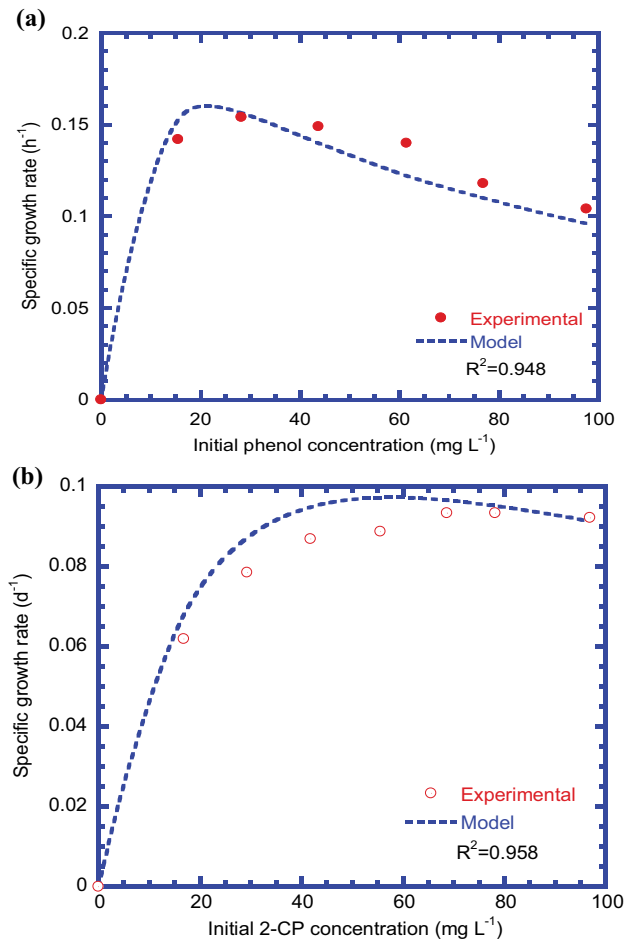 (a)
0.2
0.15
0.1
0.05
0
Specific growth rate (h⁻¹)
Experimental
Model
R²=0.948
0 20 40 60 80 100
Initial phenol concentration (mg L⁻¹)
(b)
0.1
0.08
0.06
0.04
0.02
0
Specific growth rate (d⁻¹)
Experimental
Model
R²=0.958
0 20 40 60 80 100
Initial 2-CP concentration (mg L⁻¹)